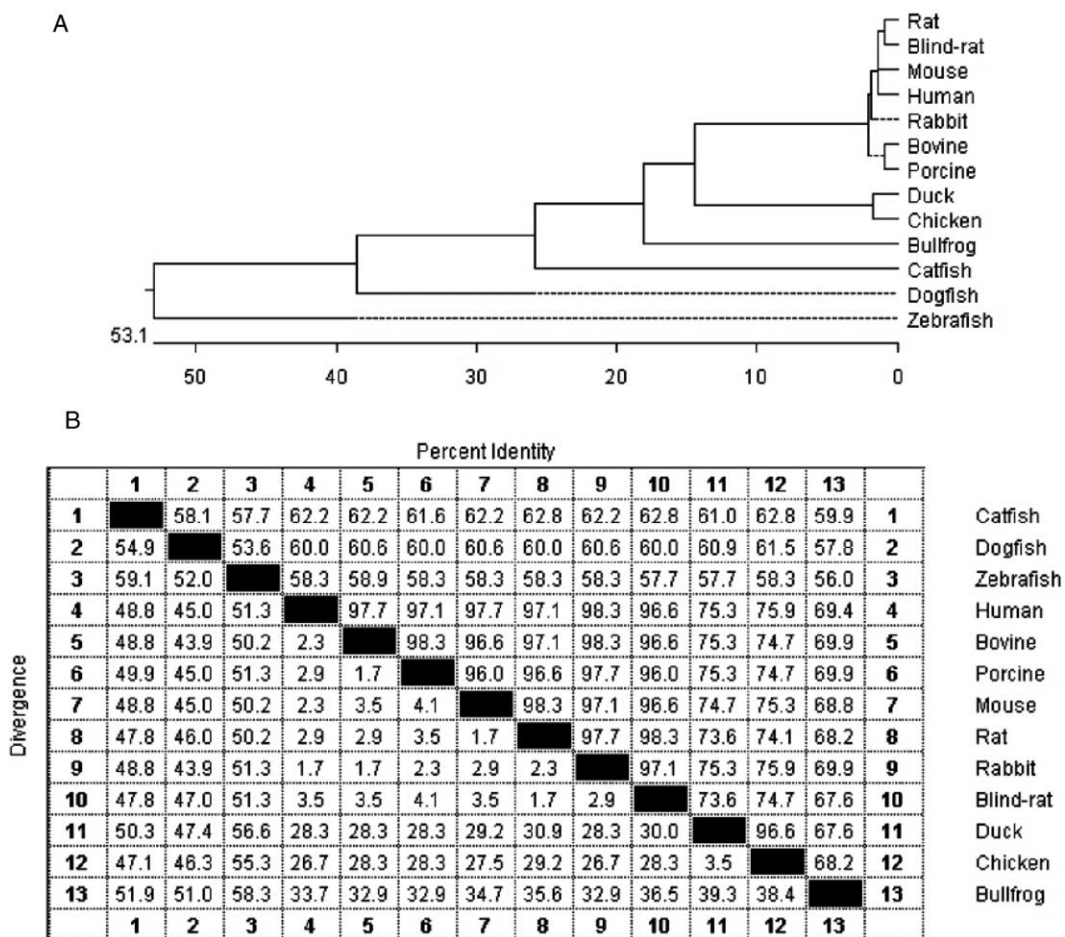 A
Rat
Blind-rat
Mouse
Human
Rabbit
Bovine
Porcine
Duck
Chicken
Bullfrog
Catfish
Dogfish
Zebrafish
53.1
50 40 30 20 10 0
B
Percent Identity
1 2 3 4 5 6 7 8 9 10 11 12 13
1 58.1 57.7 62.2 62.2 61.6 62.2 62.8 62.2 62.8 61.0 62.8 59.9 1 Catfish
2 54.9 53.6 60.0 60.6 60.0 60.6 60.0 60.6 60.0 60.9 61.5 57.8 2 Dogfish
3 59.1 52.0 58.3 58.9 58.3 58.3 58.3 58.3 57.7 57.7 58.3 56.0 3 Zebrafish
4 48.8 45.0 51.3 97.7 97.1 97.7 97.1 98.3 96.6 75.3 75.9 69.4 4 Human
5 48.8 43.9 50.2 2.3 98.3 96.6 97.1 98.3 96.6 75.3 74.7 69.9 5 Bovine
6 49.9 45.0 51.3 2.9 1.7 96.0 96.6 97.7 96.0 75.3 74.7 69.9 6 Porcine
7 48.8 45.0 50.2 2.3 3.5 4.1 98.3 97.1 96.6 74.7 75.3 68.8 7 Mouse
8 47.8 46.0 50.2 2.9 2.9 3.5 1.7 97.7 98.3 73.6 74.1 68.2 8 Rat
9 48.8 43.9 51.3 1.7 1.7 2.3 2.9 2.3 97.1 75.3 75.9 69.9 9 Rabbit
10 47.8 47.0 51.3 3.5 3.5 4.1 3.5 1.7 2.9 73.6 74.7 67.6 10 Blind-rat
11 50.3 47.4 56.6 28.3 28.3 28.3 29.2 30.9 28.3 30.0 96.6 67.6 11 Duck
12 47.1 46.3 55.3 26.7 28.3 28.3 27.5 29.2 26.7 28.3 3.5 68.2 12 Chicken
13 51.9 51.0 58.3 33.7 32.9 32.9 34.7 35.6 32.9 36.5 39.3 38.4 13 Bullfrog
1 2 3 4 5 6 7 8 9 10 11 12 13
Divergence